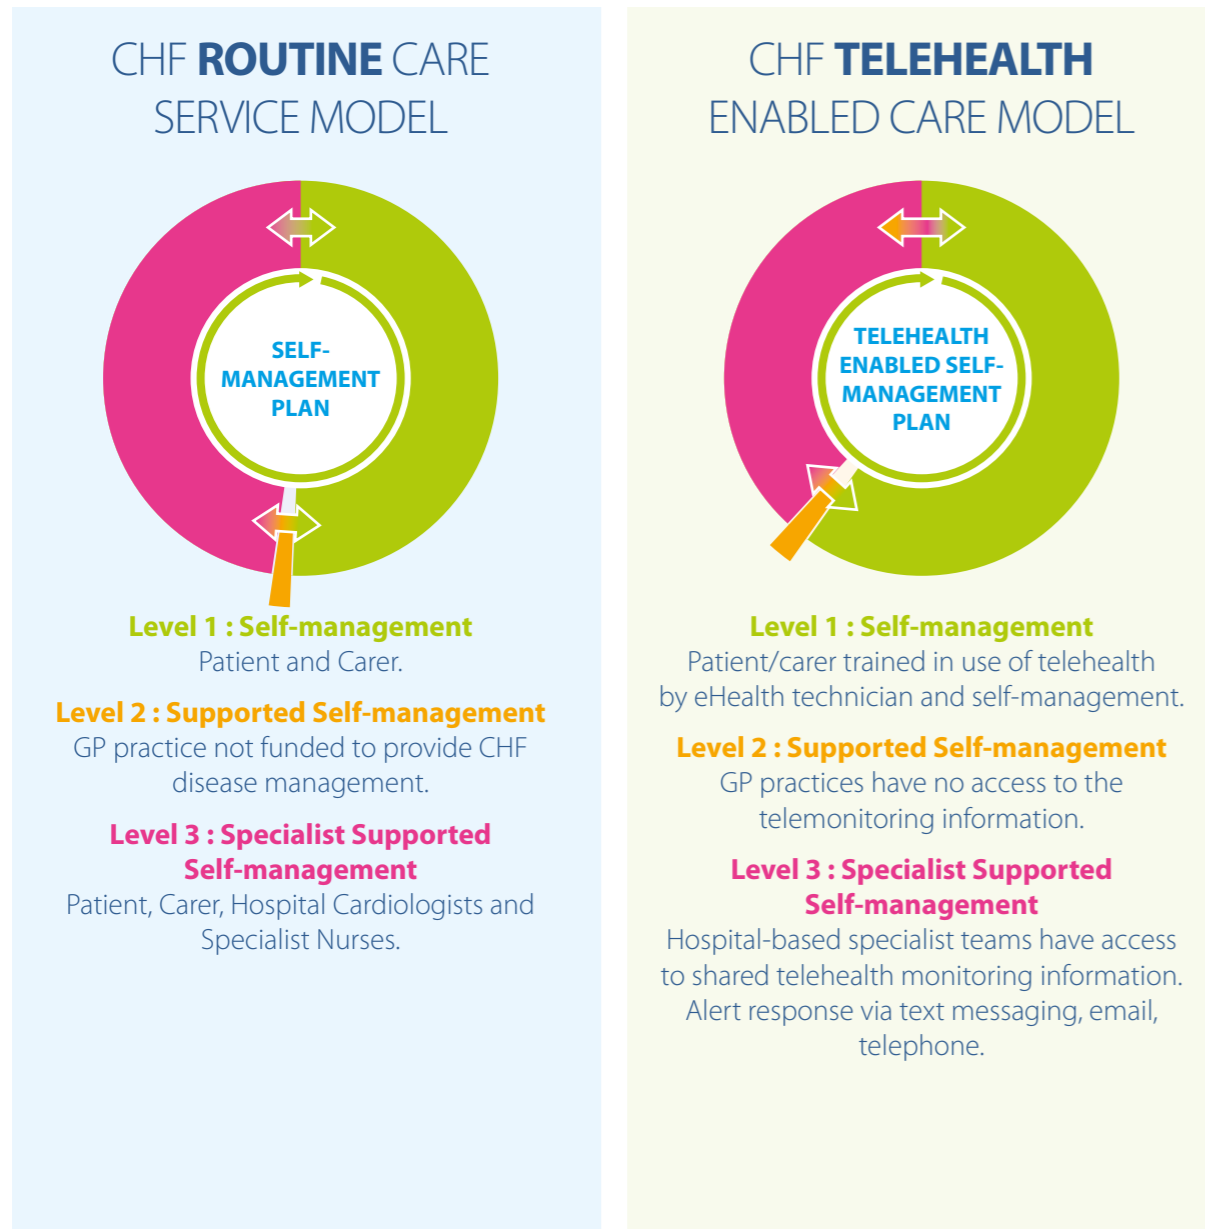 CHF ROUTINE CARE
SERVICE MODEL
SELF-
MANAGEMENT
PLAN
Level 1 : Self-management
Patient and Carer.
Level 2 : Supported Self-management
GP practice not funded to provide CHF
disease management.
Level 3 : Specialist Supported
Self-management
Patient, Carer, Hospital Cardiologists and
Specialist Nurses.
CHF TELEHEALTH
ENABLED CARE MODEL
TELEHEALTH
ENABLED SELF-
MANAGEMENT
PLAN
Level 1 : Self-management
Patient/carer trained in use of telehealth
by eHealth technician and self-management.
Level 2 : Supported Self-management
GP practices have no access to the
telemonitoring information.
Level 3 : Specialist Supported
Self-management
Hospital-based specialist teams have access
to shared telehealth monitoring information.
Alert response via text messaging, email,
telephone.